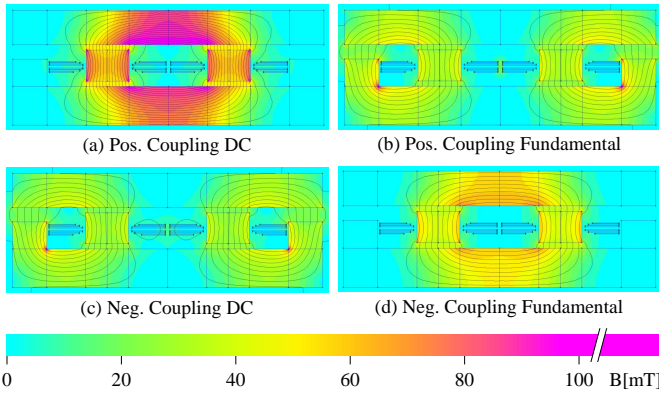 (a) Pos. Coupling DC
(b) Pos. Coupling Fundamental
(c) Neg. Coupling DC
(d) Neg. Coupling Fundamental
0 20 40 60 80 100 B[mT]